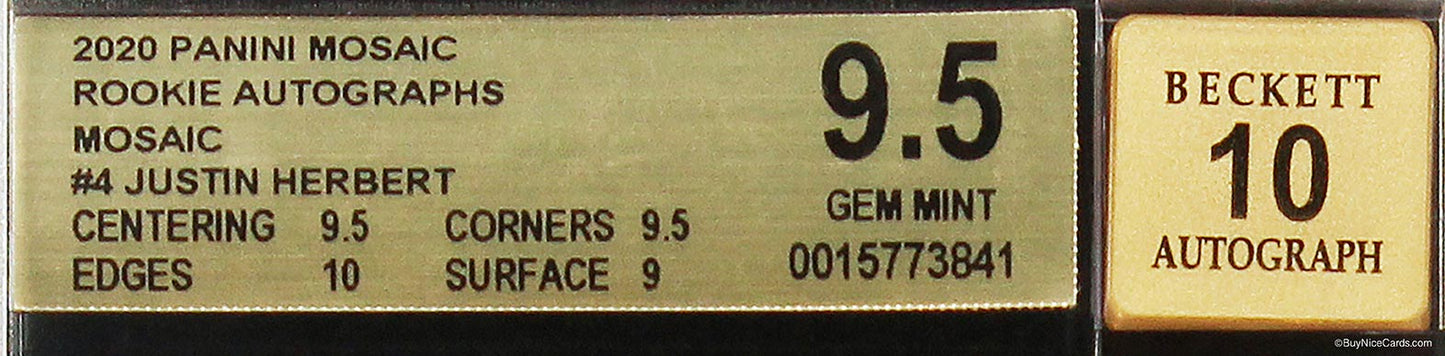 2020 PANINI MOSAIC
ROOKIE AUTOGRAPHS
MOSAIC
#4 JUSTIN HERBERT
CENTERING 9.5 CORNERS 9.5
EDGES 10 SURFACE 9
9.5
GEM MINT
0015773841
BECKETT
10
AUTOGRAPH
©BuyNiceCards.com